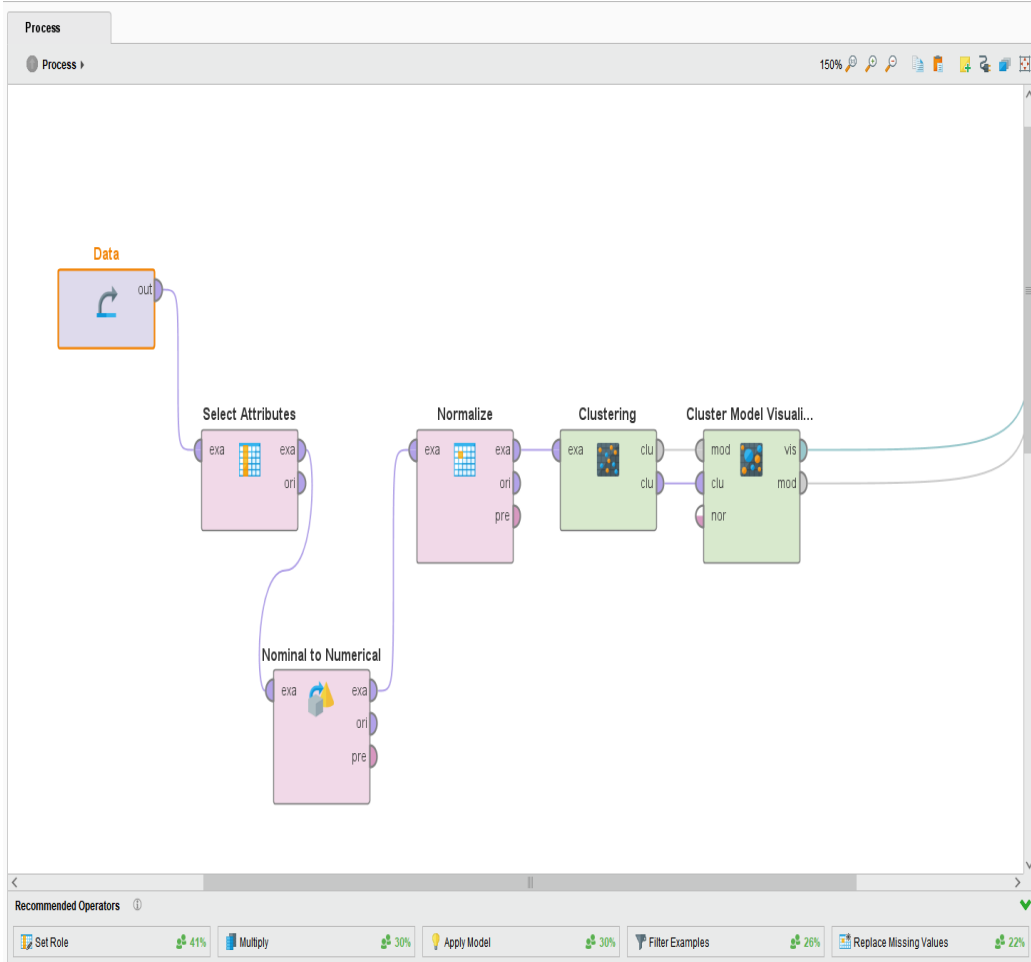 Process
Process
150%
Data
out
Select Attributes
exa exa
ori
Normalize
exa exa
ori
pre
Clustering
exa clu
clu
Cluster Model Visuali...
mod vis
clu mod
nor
Nominal to Numerical
exa exa
ori
pre
Recommended Operators
Set Role 41% Multiply 30% Apply Model 30% Filter Examples 26% Replace Missing Values 22%